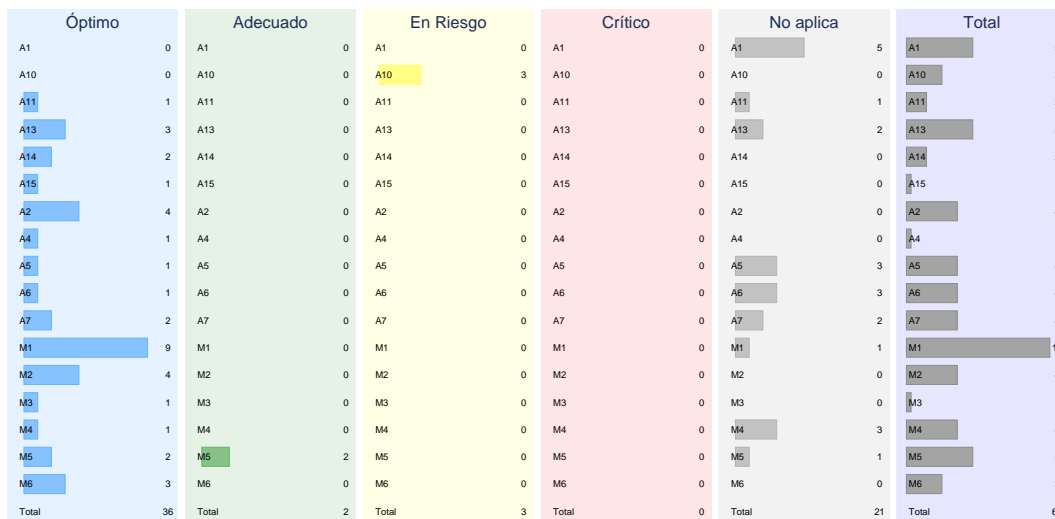 Óptimo Adecuado En Riesgo Crítico No aplica Total
A1 0 A1 0 A1 0 A1 0 A1 5 A1
A10 0 A10 0 A10 3 A10 0 A10 0 A10
A11 1 A11 0 A11 0 A11 0 A11 1 A11
A13 3 A13 0 A13 0 A13 0 A13 2 A13
A14 2 A14 0 A14 0 A14 0 A14 0 A14
A15 1 A15 0 A15 0 A15 0 A15 0 A15
A2 4 A2 0 A2 0 A2 0 A2 0 A2
A4 1 A4 0 A4 0 A4 0 A4 0 A4
A5 1 A5 0 A5 0 A5 0 A5 3 A5
A6 1 A6 0 A6 0 A6 0 A6 3 A6
A7 2 A7 0 A7 0 A7 0 A7 2 A7
M1 9 M1 0 M1 0 M1 0 M1 1 M1 1
M2 4 M2 0 M2 0 M2 0 M2 0 M2
M3 1 M3 0 M3 0 M3 0 M3 0 M3
M4 1 M4 0 M4 0 M4 0 M4 3 M4
M5 2 M5 2 M5 0 M5 0 M5 1 M5
M6 3 M6 0 M6 0 M6 0 M6 0 M6
Total 36 Total 2 Total 3 Total 0 Total 21 Total 6